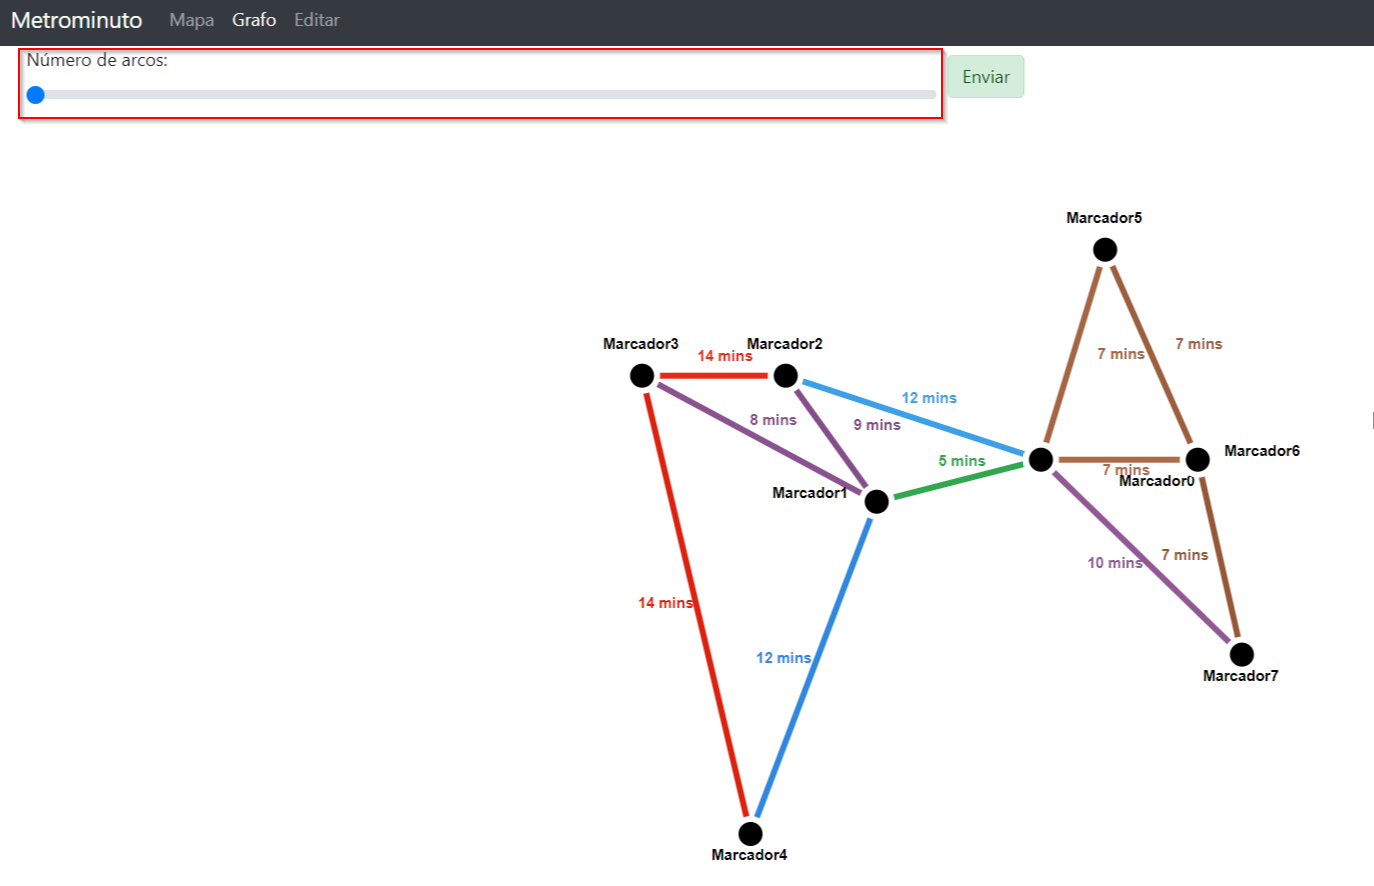 Metrominuto Mapa Grafo Editar
Número de arcos:
Enviar
Marcador5
Marcador3
Marcador2
14 mins
7 mins
7 mins
12 mins
8 mins
9 mins
5 mins
Marcador6
7 mins
Marcador0
Marcador1
10 mins
7 mins
14 mins
12 mins
Marcador7
Marcador4